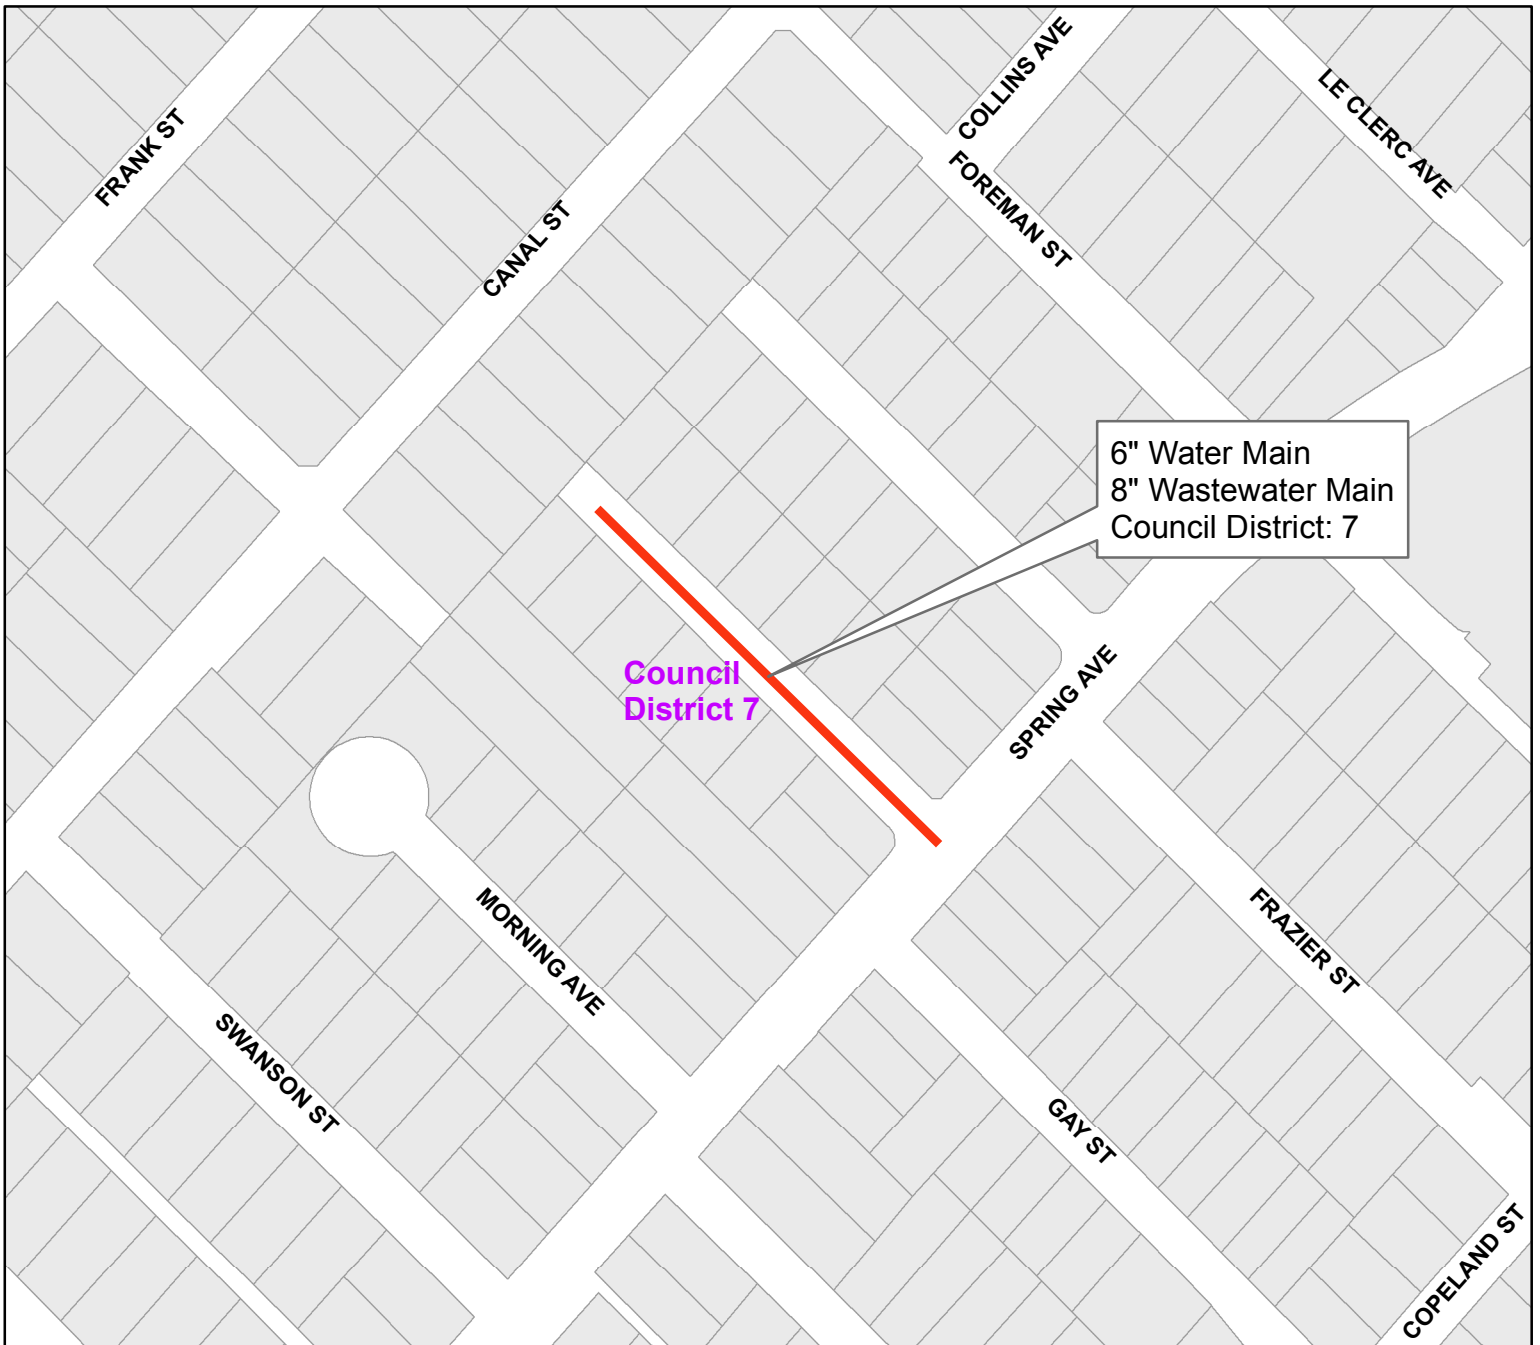 COLLINS AVE
LE CLERC AVE
FRANK ST
FOREMAN ST
CANAL ST
6" Water Main
8" Wastewater Main
Council District: 7
Council
District 7
SPRING AVE
MORNING AVE
FRAZIER ST
SWANSON ST
GAY ST
COPELAND ST